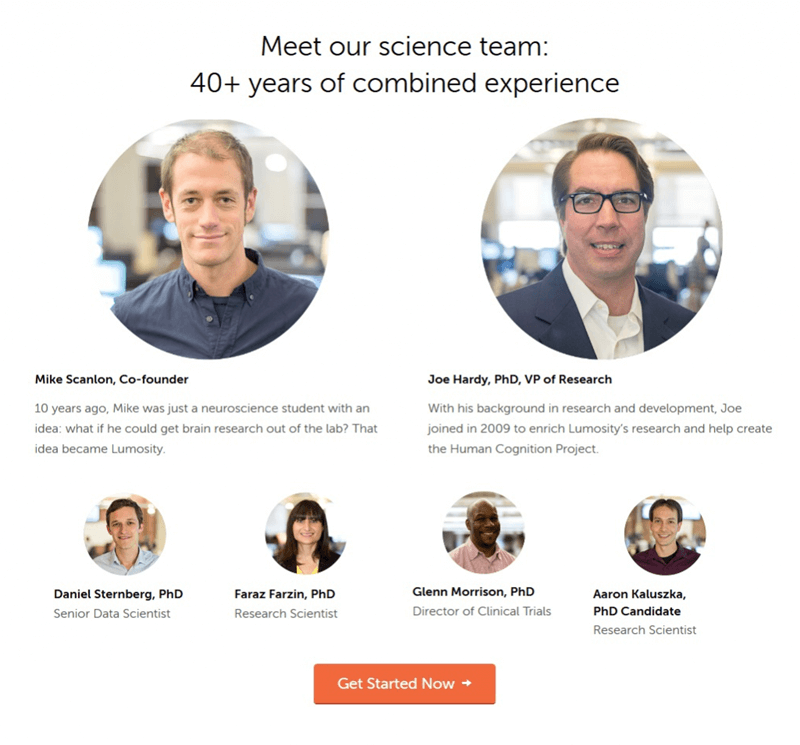 Meet our science team:
40+ years of combined experience
Mike Scanlon, Co-founder
10 years ago, Mike was just a neuroscience student with an
idea: what if he could get brain research out of the lab? That
idea became Lumosity.
Joe Hardy, PhD, VP of Research
With his background in research and development, Joe
joined in 2009 to enrich Lumosity's research and help create
the Human Cognition Project.
Daniel Sternberg, PhD
Senior Data Scientist
Faraz Farzin, PhD
Research Scientist
Glenn Morrison, PhD
Director of Clinical Trials
Aaron Kaluszka,
PhD Candidate
Research Scientist
Get Started Now →